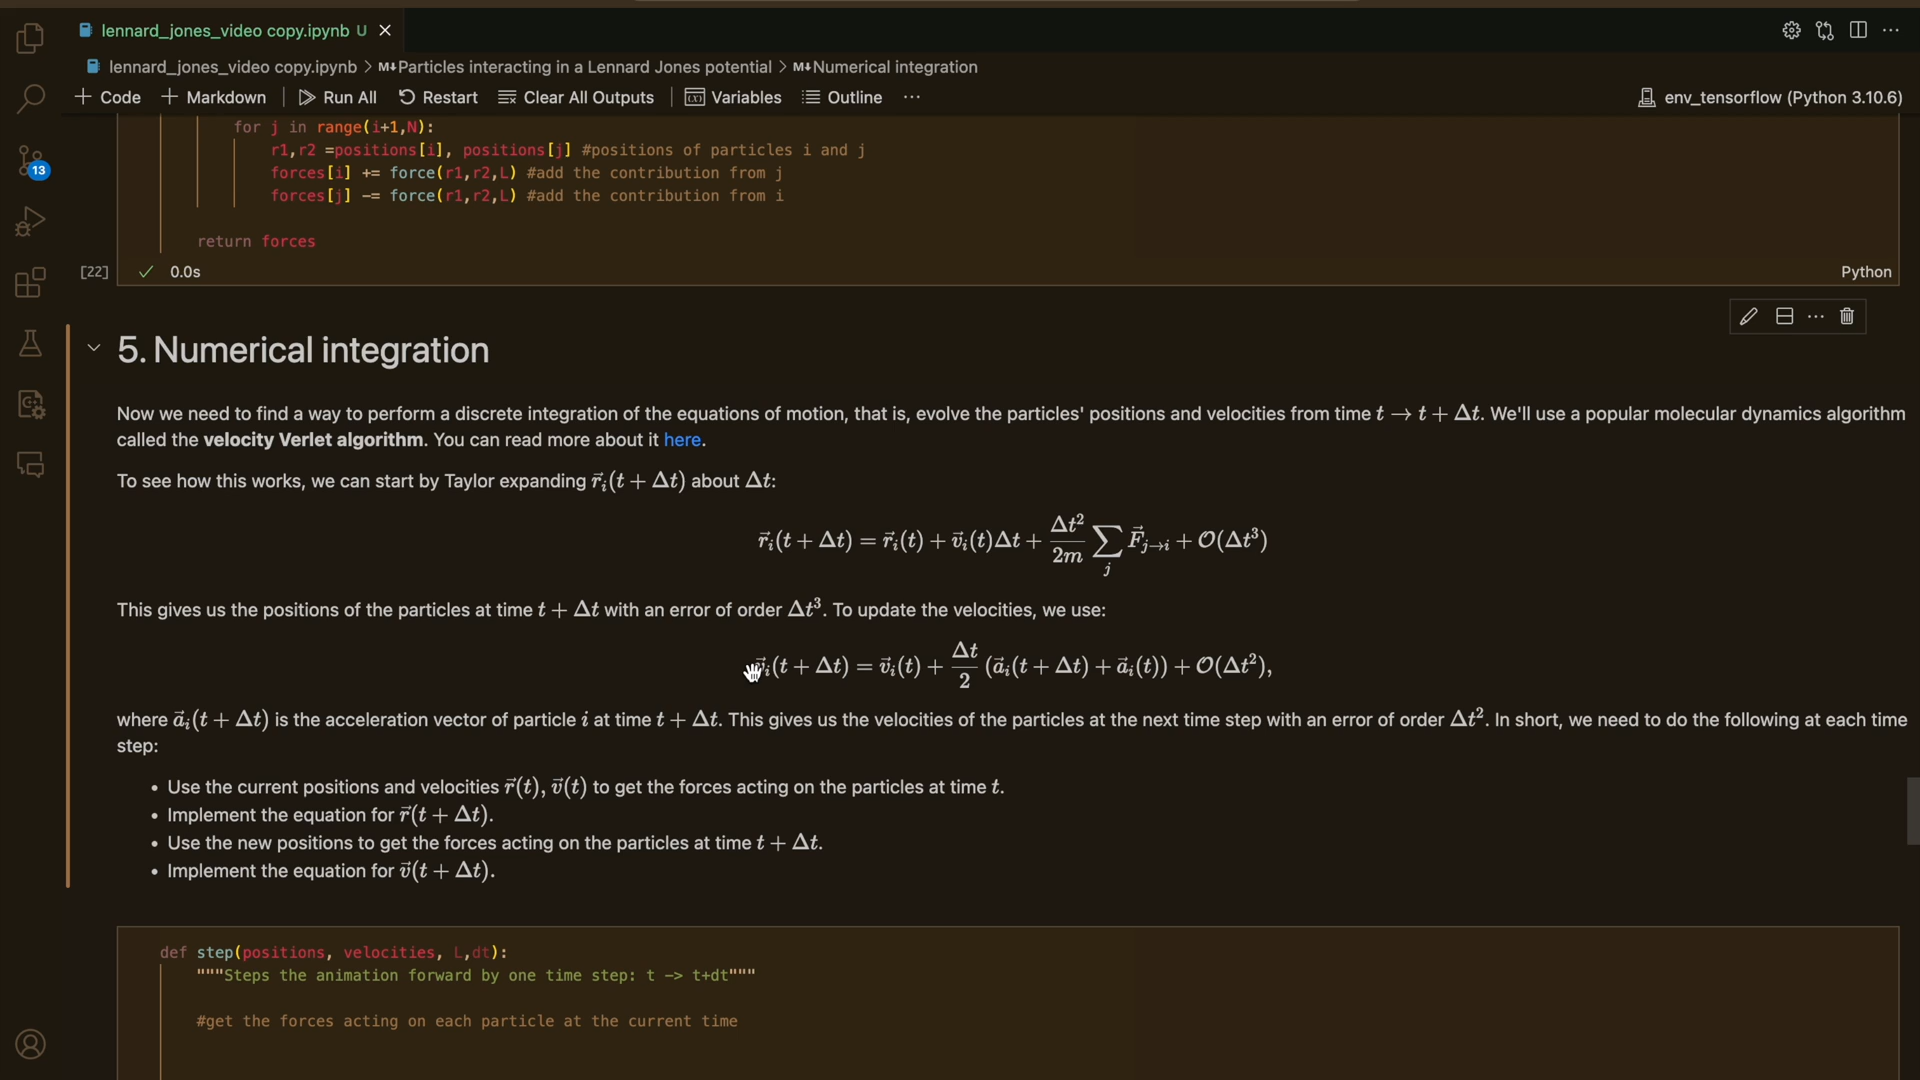 lennard_jones_video copy.ipynb U
lennard_jones_video copy.ipynb > M↓Particles interacting in a Lennard Jones potential > M↓Numerical integration
+ Code + Markdown | Run All Restart Clear All Outputs | Variables Outline ···
env_tensorflow (Python 3.10.6)
13
for j in range(i+1,N):
r1,r2 =positions[i], positions[j] #positions of particles i and j
forces[i] += force(r1,r2,L) #add the contribution from j
forces[j] -= force(r1,r2,L) #add the contribution from i
return forces
[22] ✓ 0.0s
Python
5. Numerical integration
Now we need to find a way to perform a discrete integration of the equations of motion, that is, evolve the particles' positions and velocities from time t → t + Δt. We'll use a popular molecular dynamics algorithm
called the velocity Verlet algorithm. You can read more about it here.
To see how this works, we can start by Taylor expanding r⃗ᵢ(t + Δt) about Δt:
r⃗ᵢ(t + Δt) = r⃗ᵢ(t) + v⃗ᵢ(t)Δt + Δt²/2m ∑ⱼ F⃗ⱼ→ᵢ + O(Δt³)
This gives us the positions of the particles at time t + Δt with an error of order Δt³. To update the velocities, we use:
v⃗ᵢ(t + Δt) = v⃗ᵢ(t) + Δt/2 (a⃗ᵢ(t + Δt) + a⃗ᵢ(t)) + O(Δt²),
where a⃗ᵢ(t + Δt) is the acceleration vector of particle i at time t + Δt. This gives us the velocities of the particles at the next time step with an error of order Δt². In short, we need to do the following at each time
step:
• Use the current positions and velocities r⃗(t), v⃗(t) to get the forces acting on the particles at time t.
• Implement the equation for r⃗(t + Δt).
• Use the new positions to get the forces acting on the particles at time t + Δt.
• Implement the equation for v⃗(t + Δt).
def step(positions, velocities, L,dt):
"""Steps the animation forward by one time step: t -> t+dt"""
#get the forces acting on each particle at the current time